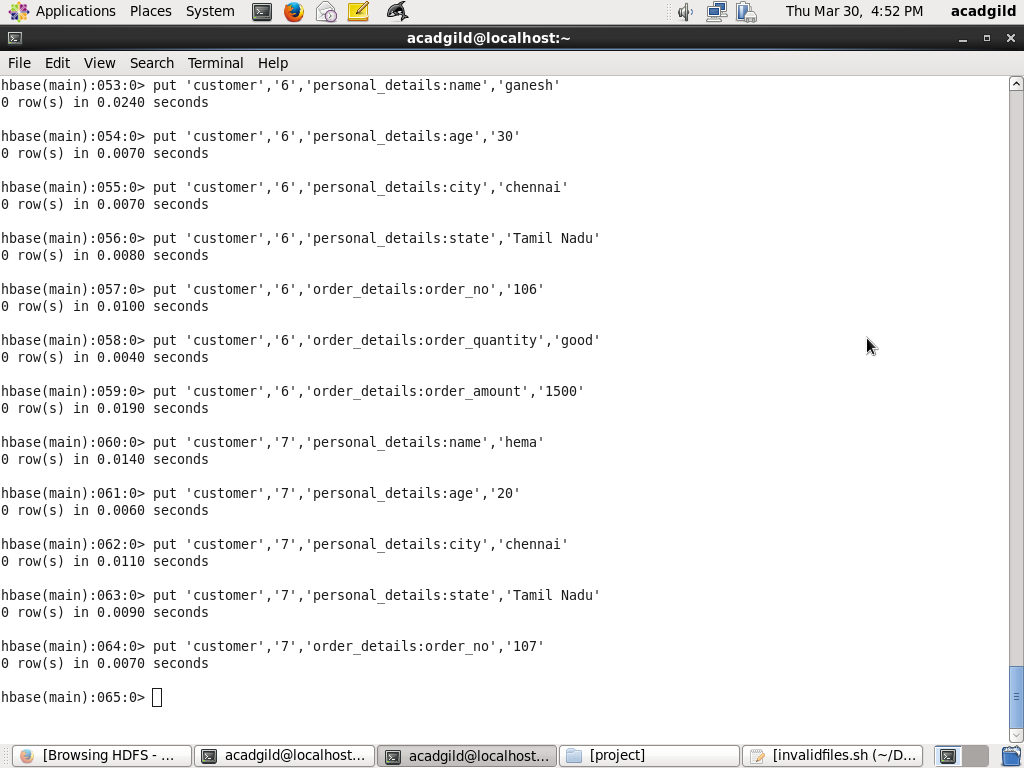 Applications Places System Thu Mar 30, 4:52 PM acadgild
acadgild@localhost:~
File Edit View Search Terminal Help
hbase(main):053:0> put 'customer','6','personal_details:name','ganesh'
0 row(s) in 0.0240 seconds
hbase(main):054:0> put 'customer','6','personal_details:age','30'
0 row(s) in 0.0070 seconds
hbase(main):055:0> put 'customer','6','personal_details:city','chennai'
0 row(s) in 0.0070 seconds
hbase(main):056:0> put 'customer','6','personal_details:state','Tamil Nadu'
0 row(s) in 0.0080 seconds
hbase(main):057:0> put 'customer','6','order_details:order_no','106'
0 row(s) in 0.0100 seconds
hbase(main):058:0> put 'customer','6','order_details:order_quantity','good'
0 row(s) in 0.0040 seconds
hbase(main):059:0> put 'customer','6','order_details:order_amount','1500'
0 row(s) in 0.0190 seconds
hbase(main):060:0> put 'customer','7','personal_details:name','hema'
0 row(s) in 0.0140 seconds
hbase(main):061:0> put 'customer','7','personal_details:age','20'
0 row(s) in 0.0060 seconds
hbase(main):062:0> put 'customer','7','personal_details:city','chennai'
0 row(s) in 0.0110 seconds
hbase(main):063:0> put 'customer','7','personal_details:state','Tamil Nadu'
0 row(s) in 0.0090 seconds
hbase(main):064:0> put 'customer','7','order_details:order_no','107'
0 row(s) in 0.0070 seconds
hbase(main):065:0>
[Browsing HDFS - ... acadgild@localhost... acadgild@localhost... [project] [invalidfiles.sh (~/D...